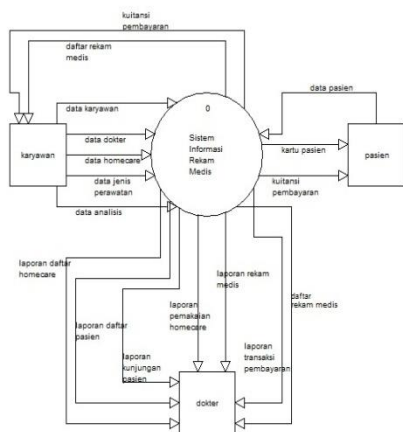 kuitansi
pembayaran
daftar rekam
medis
data karyawan
0
data pasien
data dokter
Sistem
Informasi
Rekam
Medis
karyawan
data homecare
kartu pasien
pasien
data jenis
perawatan
kuitansi
pembayaran
data analisis
laporan daftar
homecare
laporan rekam
medis
daftar
rekam medis
laporan
pemakaian
homecare
laporan daftar
pasien
laporan
kunjungan
pasien
laporan
transaksi
pembayaran
dokter